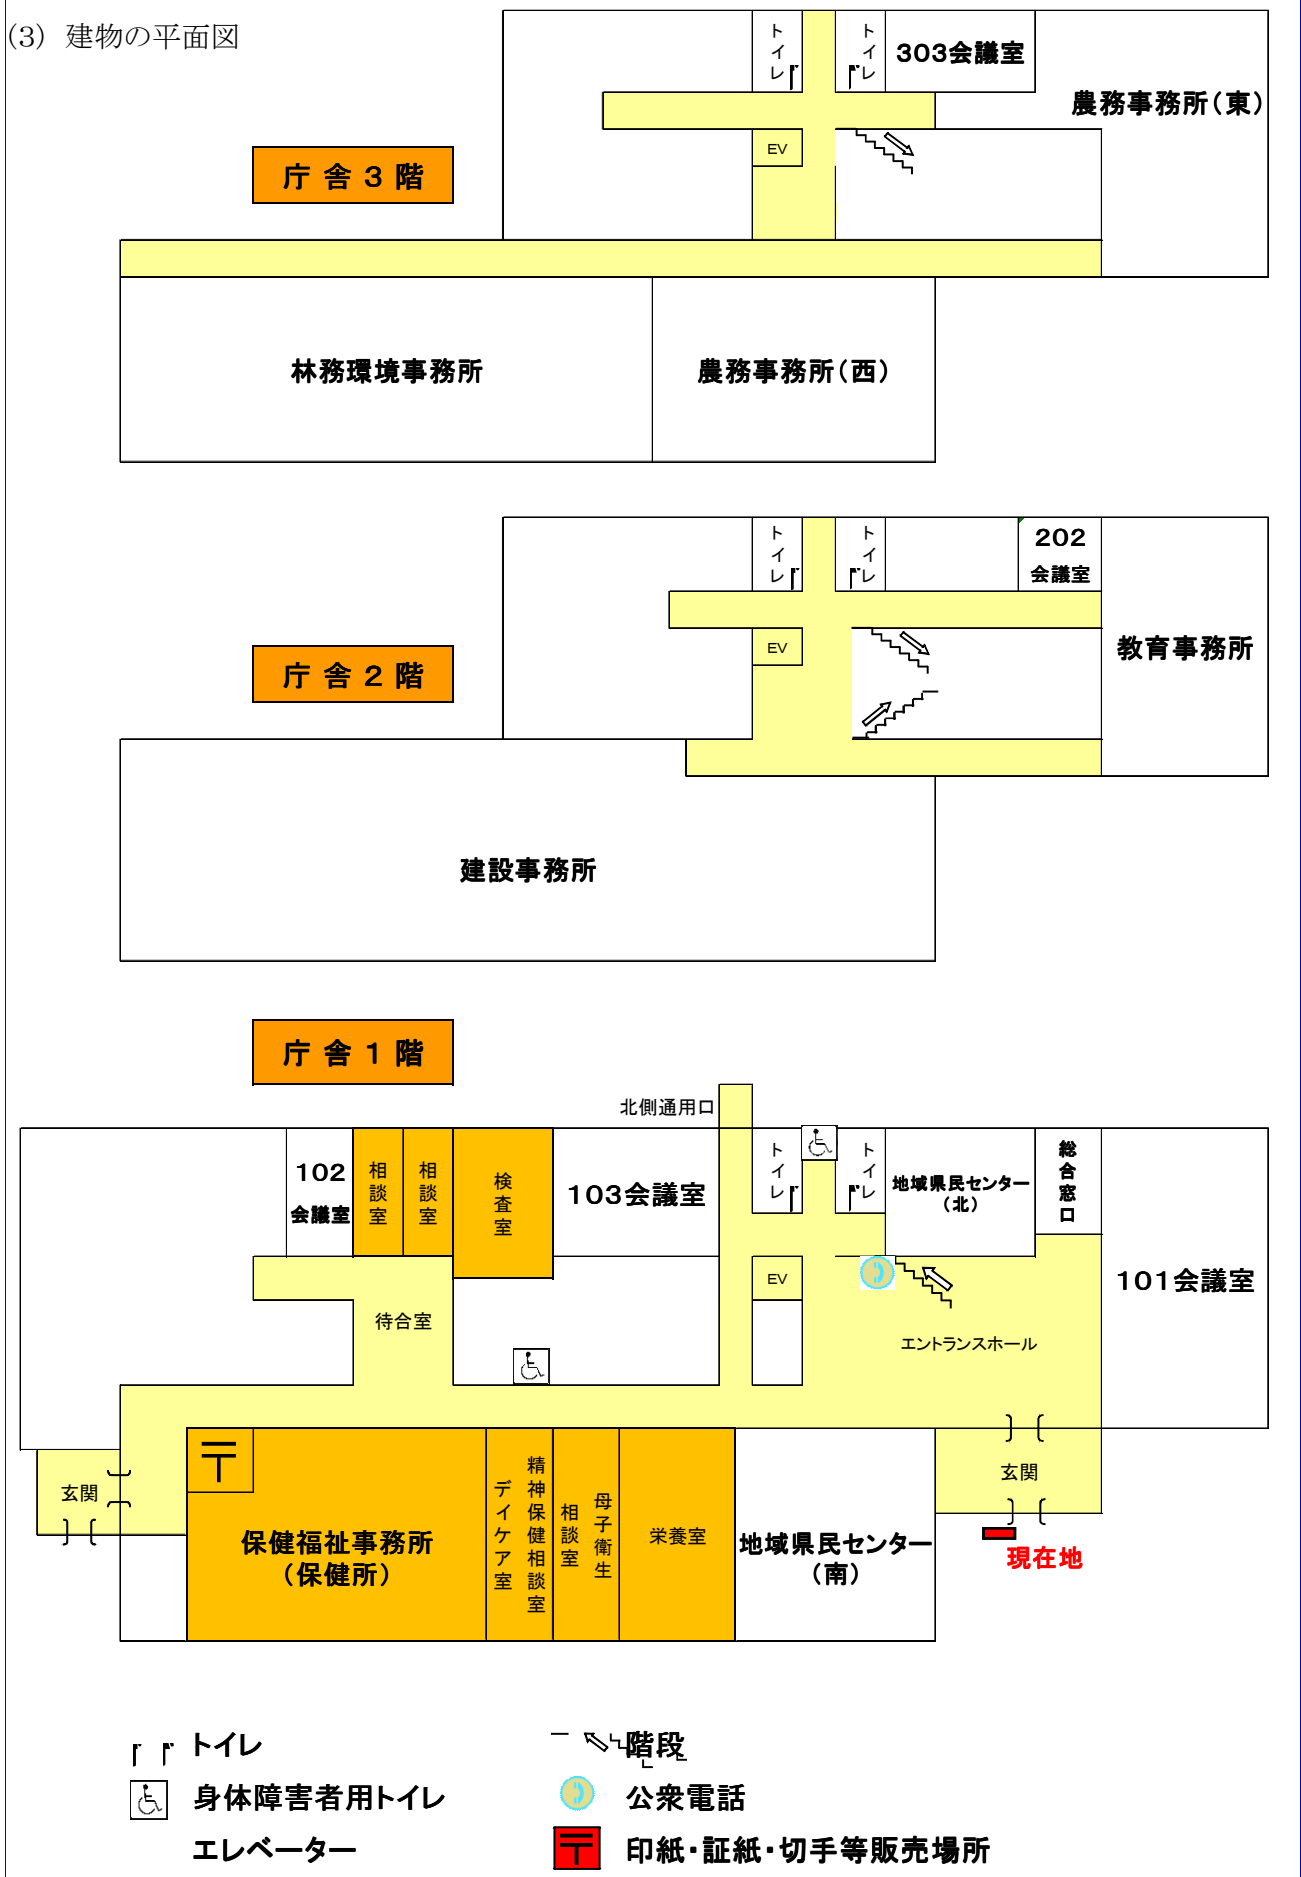 (3) 建物の平面図
トイレ
トイレ
303会議室
農務事務所(東)
EV
庁舎3階
林務環境事務所
農務事務所(西)
トイレ
トイレ
202
会議室
EV
教育事務所
庁舎2階
建設事務所
庁舎1階
北側通用口
102
会議室
相談室
相談室
検査室
103会議室
トイレ
トイレ
地域県民センター
(北)
総合窓口
101会議室
EV
待合室
エントランスホール
玄関
玄関
〒
保健福祉事務所
(保健所)
精神保健相談室
デイケア室
母子衛生
相談室
栄養室
地域県民センター
(南)
現在地
トイレ
階段
身体障害者用トイレ
公衆電話
エレベーター
〒
印紙・証紙・切手等販売場所